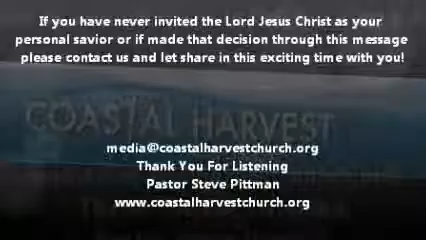 If you have never invited the Lord Jesus Christ as your
personal savior or if made that decision through this message
please contact us and let share in this exciting time with you!
COASTAL HARVEST
media@coastalharvestchurch.org
Thank You For Listening
Pastor Steve Pittman
www.coastalharvestchurch.org